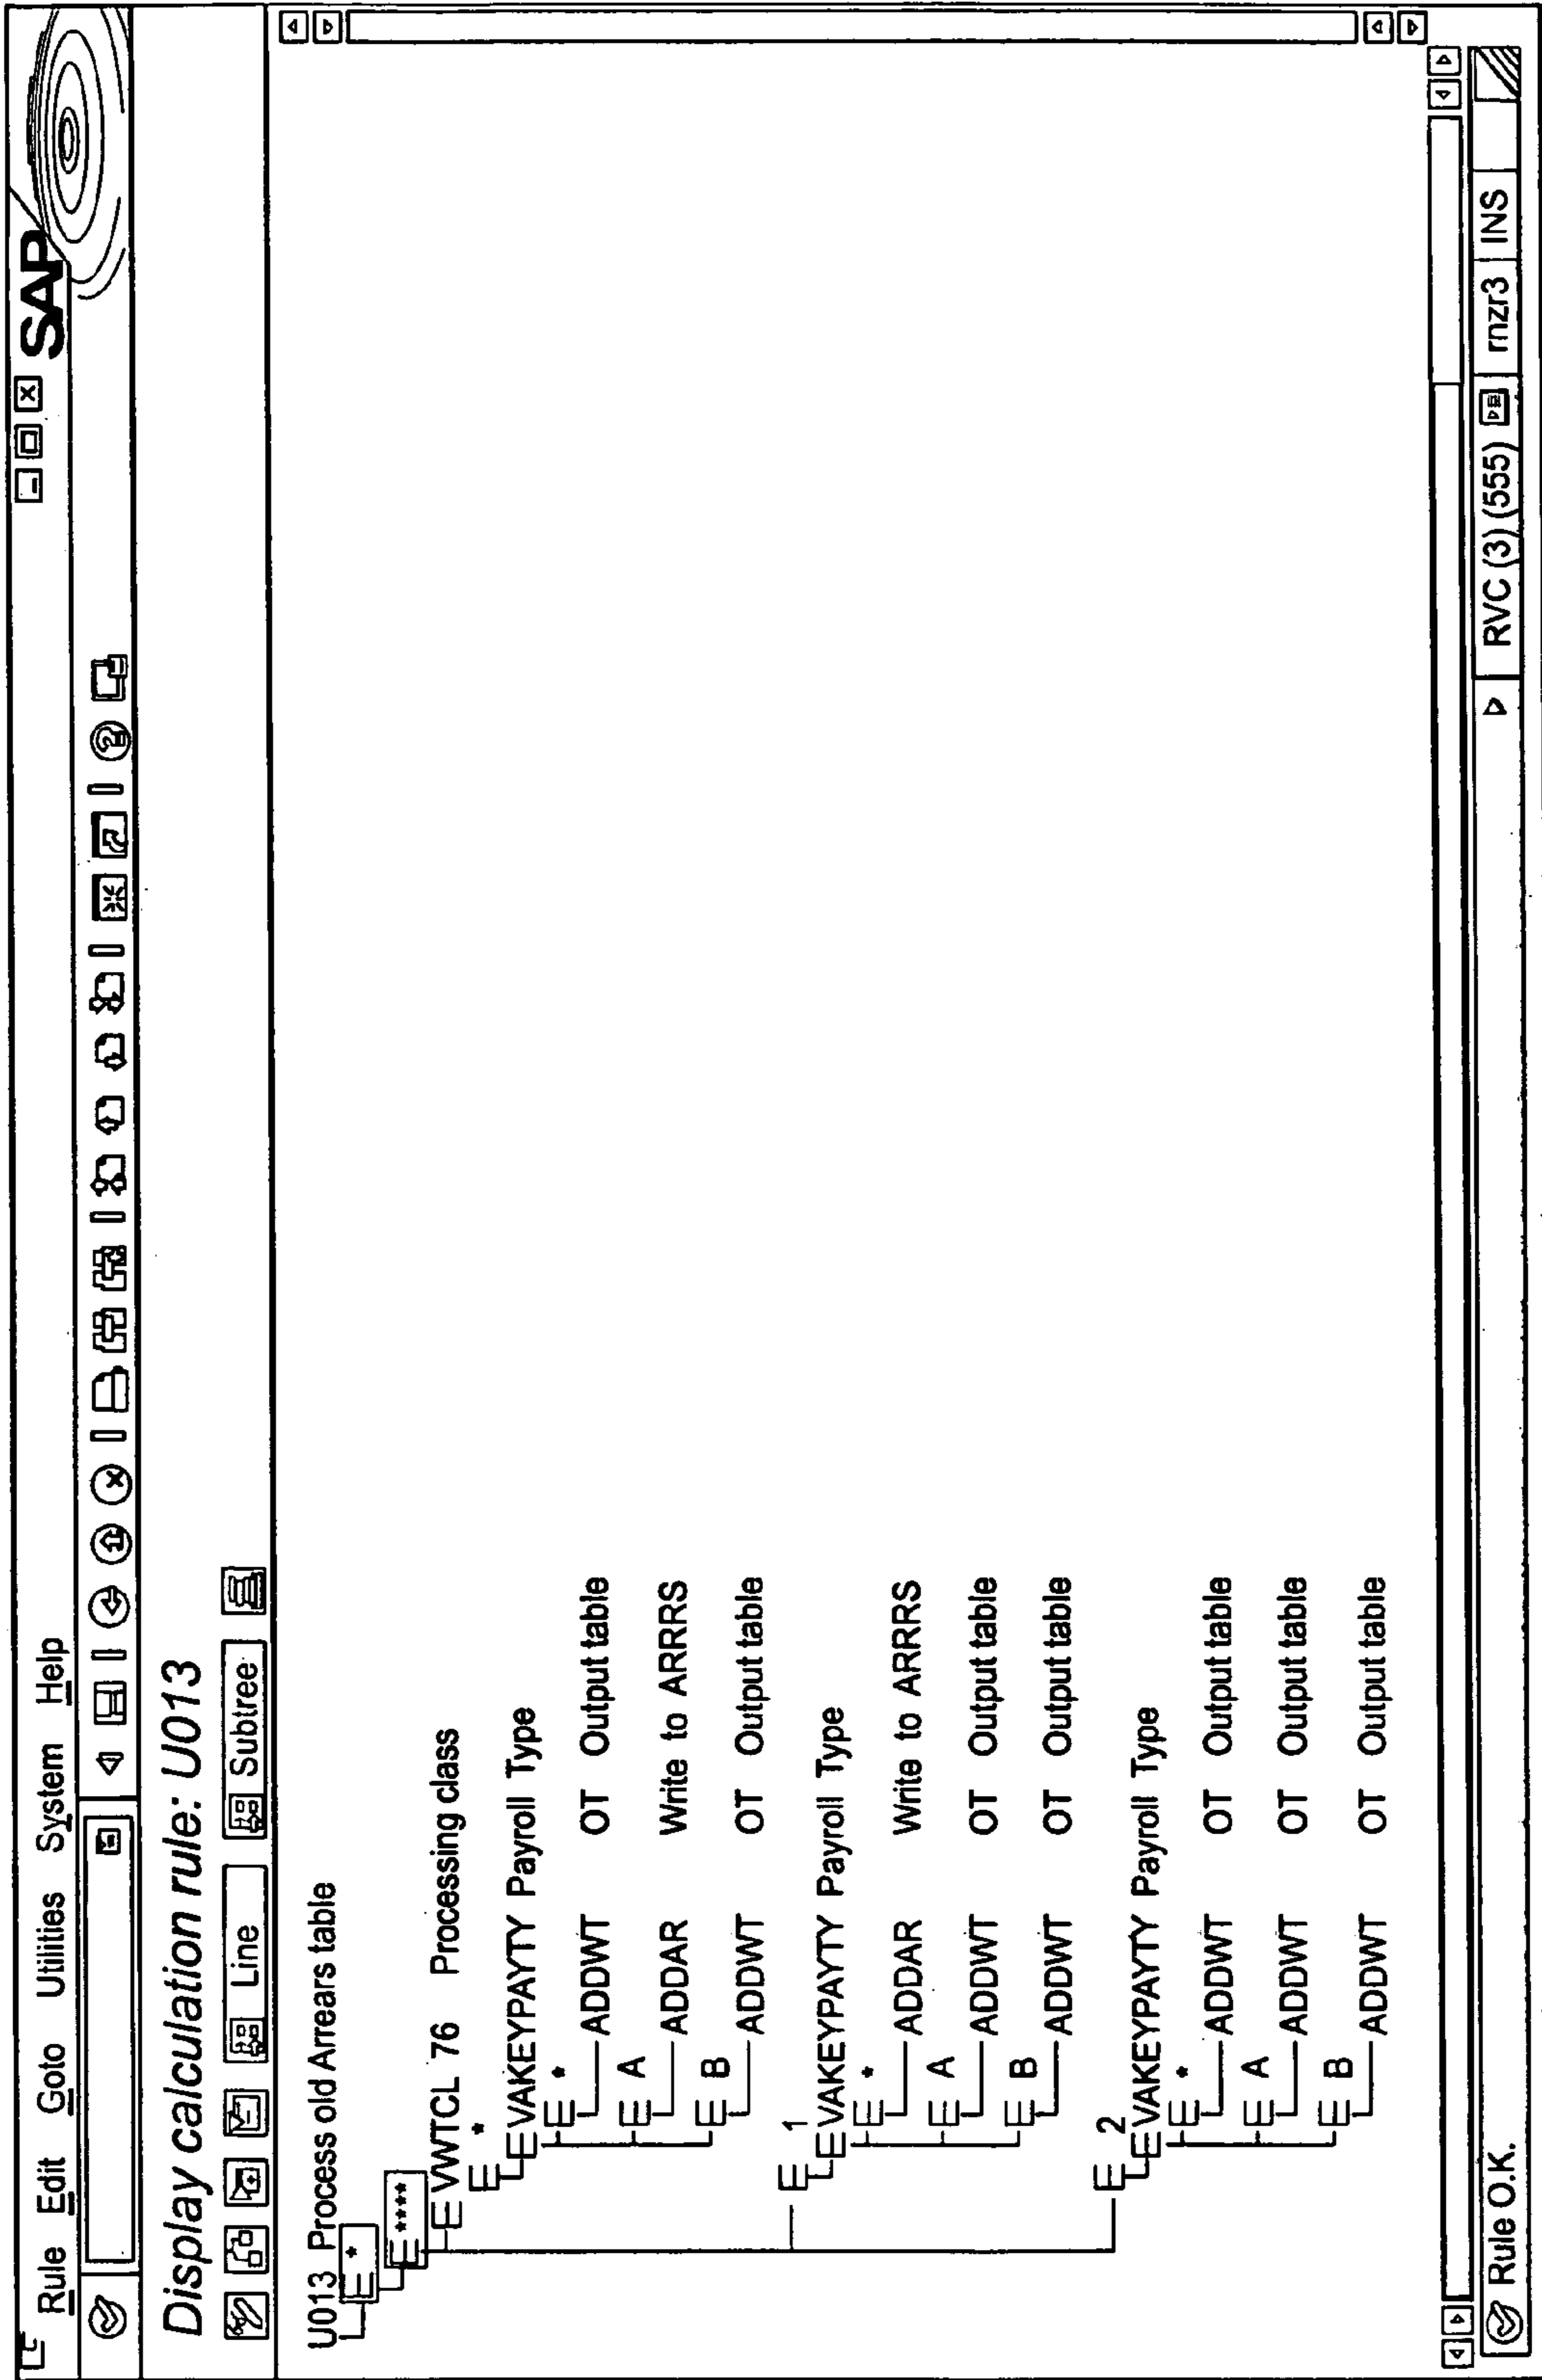 SAP
Rule Edit Goto Utilities System Help
Display calculation rule: U013
Line Subtree
U013 Process old Arrears table
*
****
VWTCL 76 Processing class
*
VAKEYPAYTY Payroll Type
*
ADDWT OT Output table
A
ADDAR Write to ARRRS
B
ADDWT OT Output table
1
VAKEYPAYTY Payroll Type
*
ADDAR Write to ARRRS
A
ADDWT OT Output table
B
ADDWT OT Output table
2
VAKEYPAYTY Payroll Type
*
ADDWT OT Output table
A
ADDWT OT Output table
B
ADDWT OT Output table
Rule O.K. RVC (3) (555) rnzr3 INS